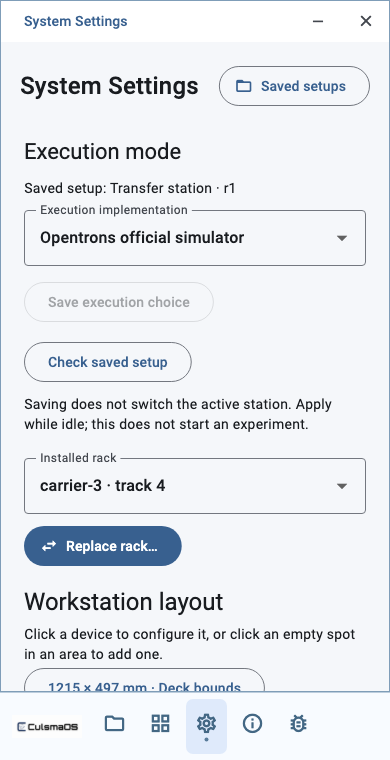 System Settings
System Settings
Saved setups
Execution mode
Saved setup: Transfer station · r1
Execution implementation
Opentrons official simulator
Save execution choice
Check saved setup
Saving does not switch the active station. Apply
while idle; this does not start an experiment.
Installed rack
carrier-3 · track 4
Replace rack…
Workstation layout
Click a device to configure it, or click an empty spot
in an area to add one.
1215 × 497 mm · Deck bounds
CulsmaOS